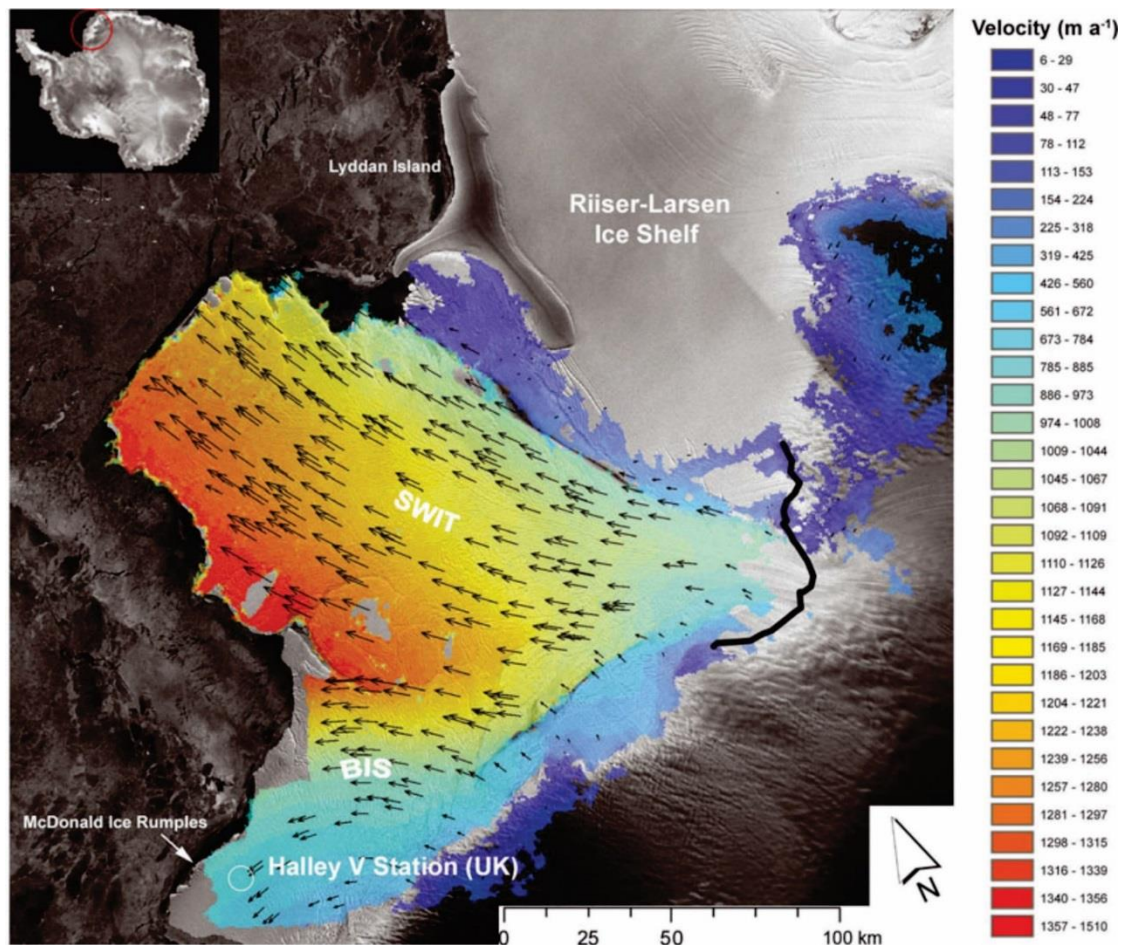 Velocity (m a-1)
6 - 29
30 - 47
48 - 77
78 - 112
113 - 153
154 - 224
225 - 318
319 - 425
426 - 560
561 - 672
673 - 784
785 - 885
886 - 973
974 - 1008
1009 - 1044
1045 - 1067
1068 - 1091
1092 - 1109
1110 - 1126
1127 - 1144
1145 - 1168
1169 - 1185
1186 - 1203
1204 - 1221
1222 - 1238
1239 - 1256
1257 - 1280
1281 - 1297
1298 - 1315
1316 - 1339
1340 - 1356
1357 - 1510
Lyddan Island
Riiser-Larsen
Ice Shelf
SWIT
BIS
McDonald Ice Rumples
Halley V Station (UK)
N
0 25 50 100 km